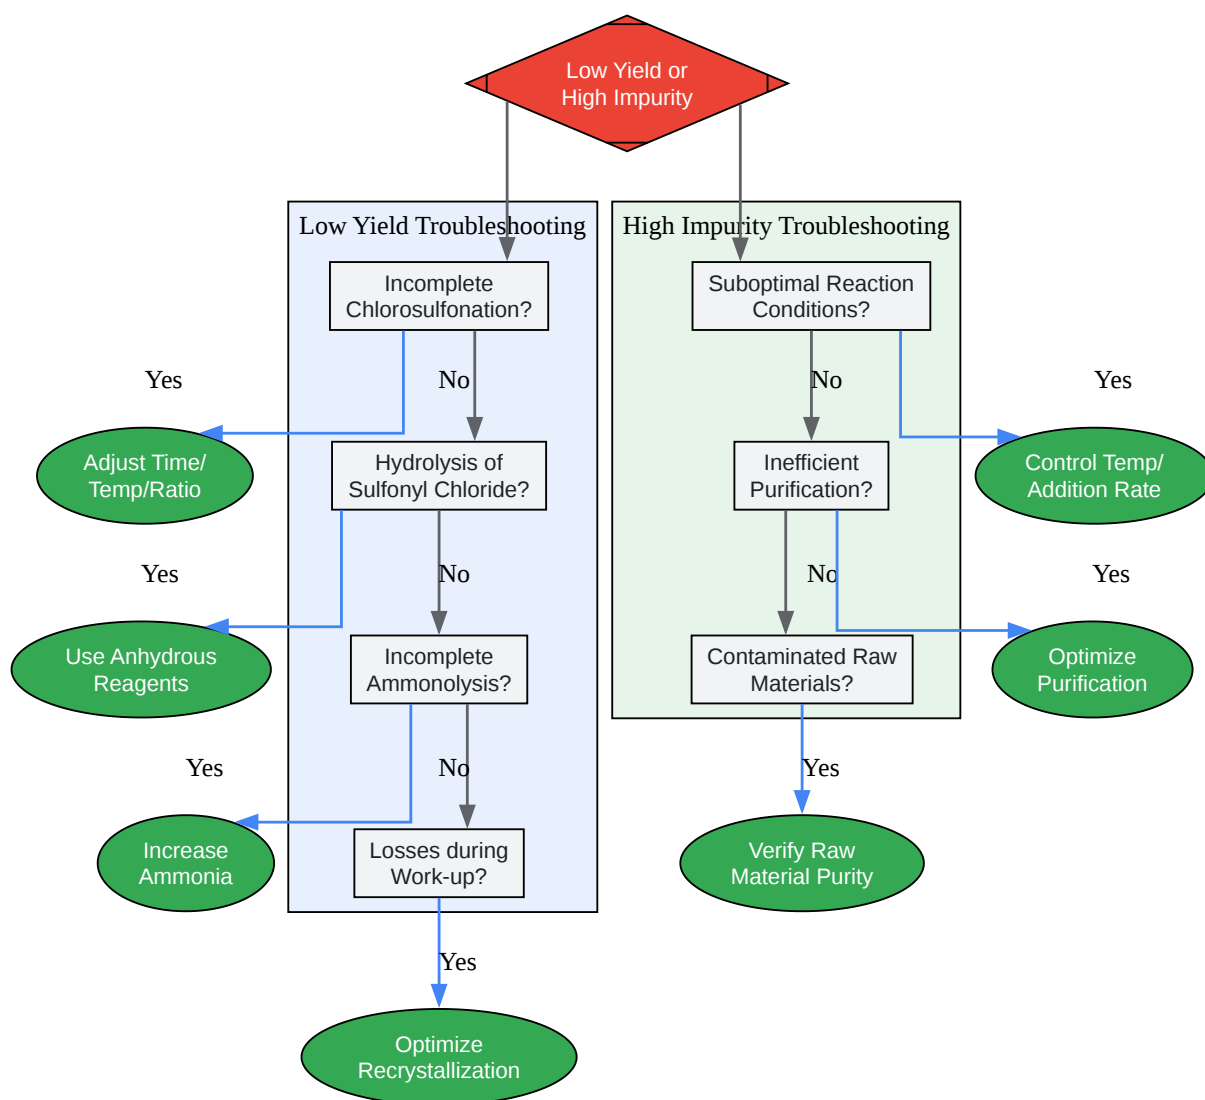 Low Yield or
High Impurity
Low Yield Troubleshooting
High Impurity Troubleshooting
Incomplete
Chlorosulfonation?
Suboptimal Reaction
Conditions?
Yes
No
No
Yes
Adjust Time/
Temp/Ratio
Hydrolysis of
Sulfonyl Chloride?
Inefficient
Purification?
Control Temp/
Addition Rate
Yes
No
No
Yes
Use Anhydrous
Reagents
Incomplete
Ammonolysis?
Contaminated Raw
Materials?
Optimize
Purification
Yes
No
Yes
Increase
Ammonia
Losses during
Work-up?
Verify Raw
Material Purity
Yes
Optimize
Recrystallization